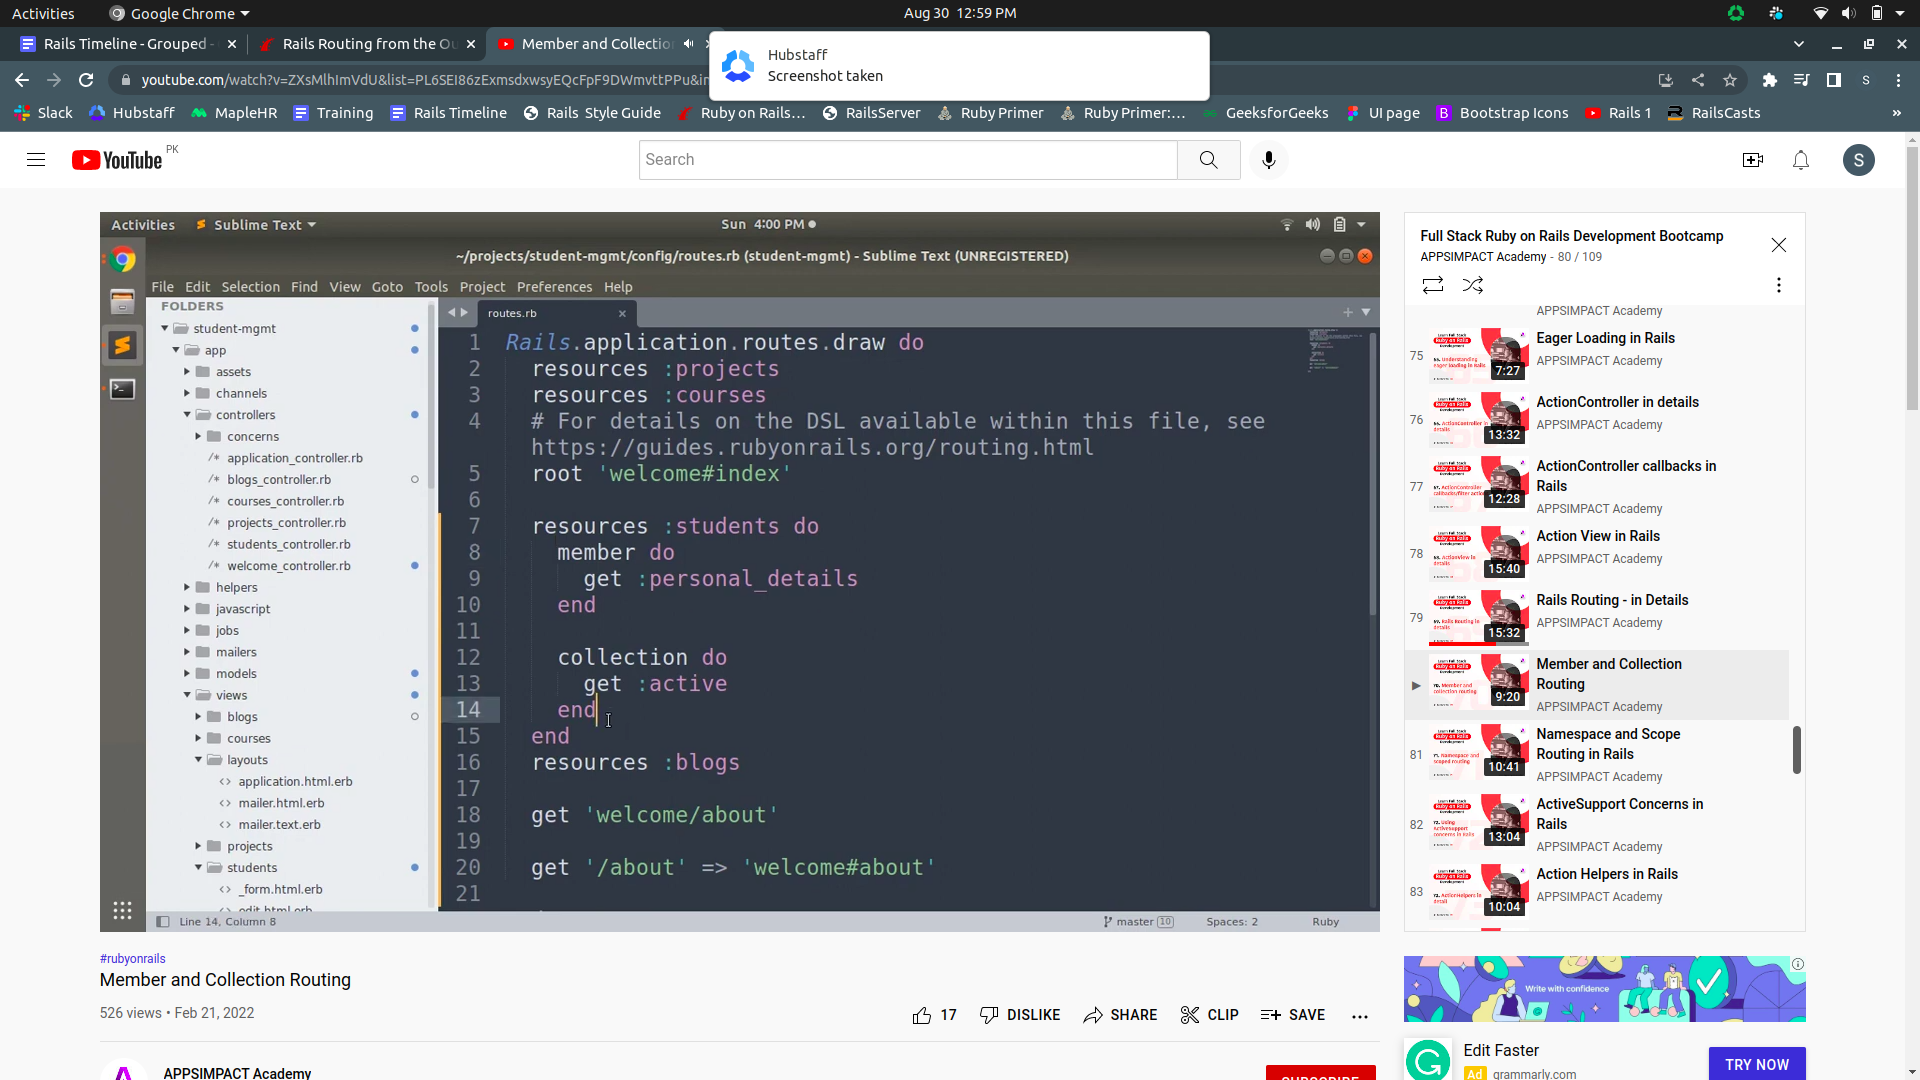 Activities
Google Chrome
Aug 30 12:59 PM
Rails Timeline - Grouped -
Rails Routing from the Ou
Member and Collection
Hubstaff
Screenshot taken
youtube.com/watch?v=ZXsMlhImVdU&list=PL6SEI86zExmsdxwsyEQcFpF9DWmvttPPu&in
S
Slack
Hubstaff
MapleHR
Training
Rails Timeline
Rails Style Guide
Ruby on Rails...
RailsServer
Ruby Primer
Ruby Primer:...
GeeksforGeeks
UI page
Bootstrap Icons
Rails 1
RailsCasts
»
YouTube PK
Search
S
Activities
Sublime Text
Sun 4:00 PM
~/projects/student-mgmt/config/routes.rb (student-mgmt) - Sublime Text (UNREGISTERED)
File Edit Selection Find View Goto Tools Project Preferences Help
FOLDERS
student-mgmt
app
assets
channels
controllers
concerns
/* application_controller.rb
/* blogs_controller.rb
/* courses_controller.rb
/* projects_controller.rb
/* students_controller.rb
/* welcome_controller.rb
helpers
javascript
jobs
mailers
models
views
blogs
courses
layouts
<> application.html.erb
<> mailer.html.erb
<> mailer.text.erb
projects
students
<> _form.html.erb
edit.html.erb
routes.rb
1 Rails.application.routes.draw do
2 resources :projects
3 resources :courses
4 # For details on the DSL available within this file, see
https://guides.rubyonrails.org/routing.html
5 root 'welcome#index'
6
7 resources :students do
8 member do
9 get :personal_details
10 end
11
12 collection do
13 get :active
14 end
15 end
16 resources :blogs
17
18 get 'welcome/about'
19
20 get '/about' => 'welcome#about'
21
Line 14, Column 8
master 10
Spaces: 2
Ruby
#rubyonrails
Member and Collection Routing
526 views • Feb 21, 2022
17
DISLIKE
SHARE
CLIP
SAVE
APPSIMPACT Academy
SUBSCRIBE
Full Stack Ruby on Rails Development Bootcamp
APPSIMPACT Academy - 80 / 109
APPSIMPACT Academy
75
7:27
Eager Loading in Rails
APPSIMPACT Academy
76
13:32
ActionController in details
APPSIMPACT Academy
77
12:28
ActionController callbacks in
Rails
APPSIMPACT Academy
78
15:40
Action View in Rails
APPSIMPACT Academy
79
15:32
Rails Routing - in Details
APPSIMPACT Academy
9:20
Member and Collection
Routing
APPSIMPACT Academy
81
10:41
Namespace and Scope
Routing in Rails
APPSIMPACT Academy
82
13:04
ActiveSupport Concerns in
Rails
APPSIMPACT Academy
83
10:04
Action Helpers in Rails
APPSIMPACT Academy
Write with confidence
Edit Faster
Ad grammarly.com
TRY NOW